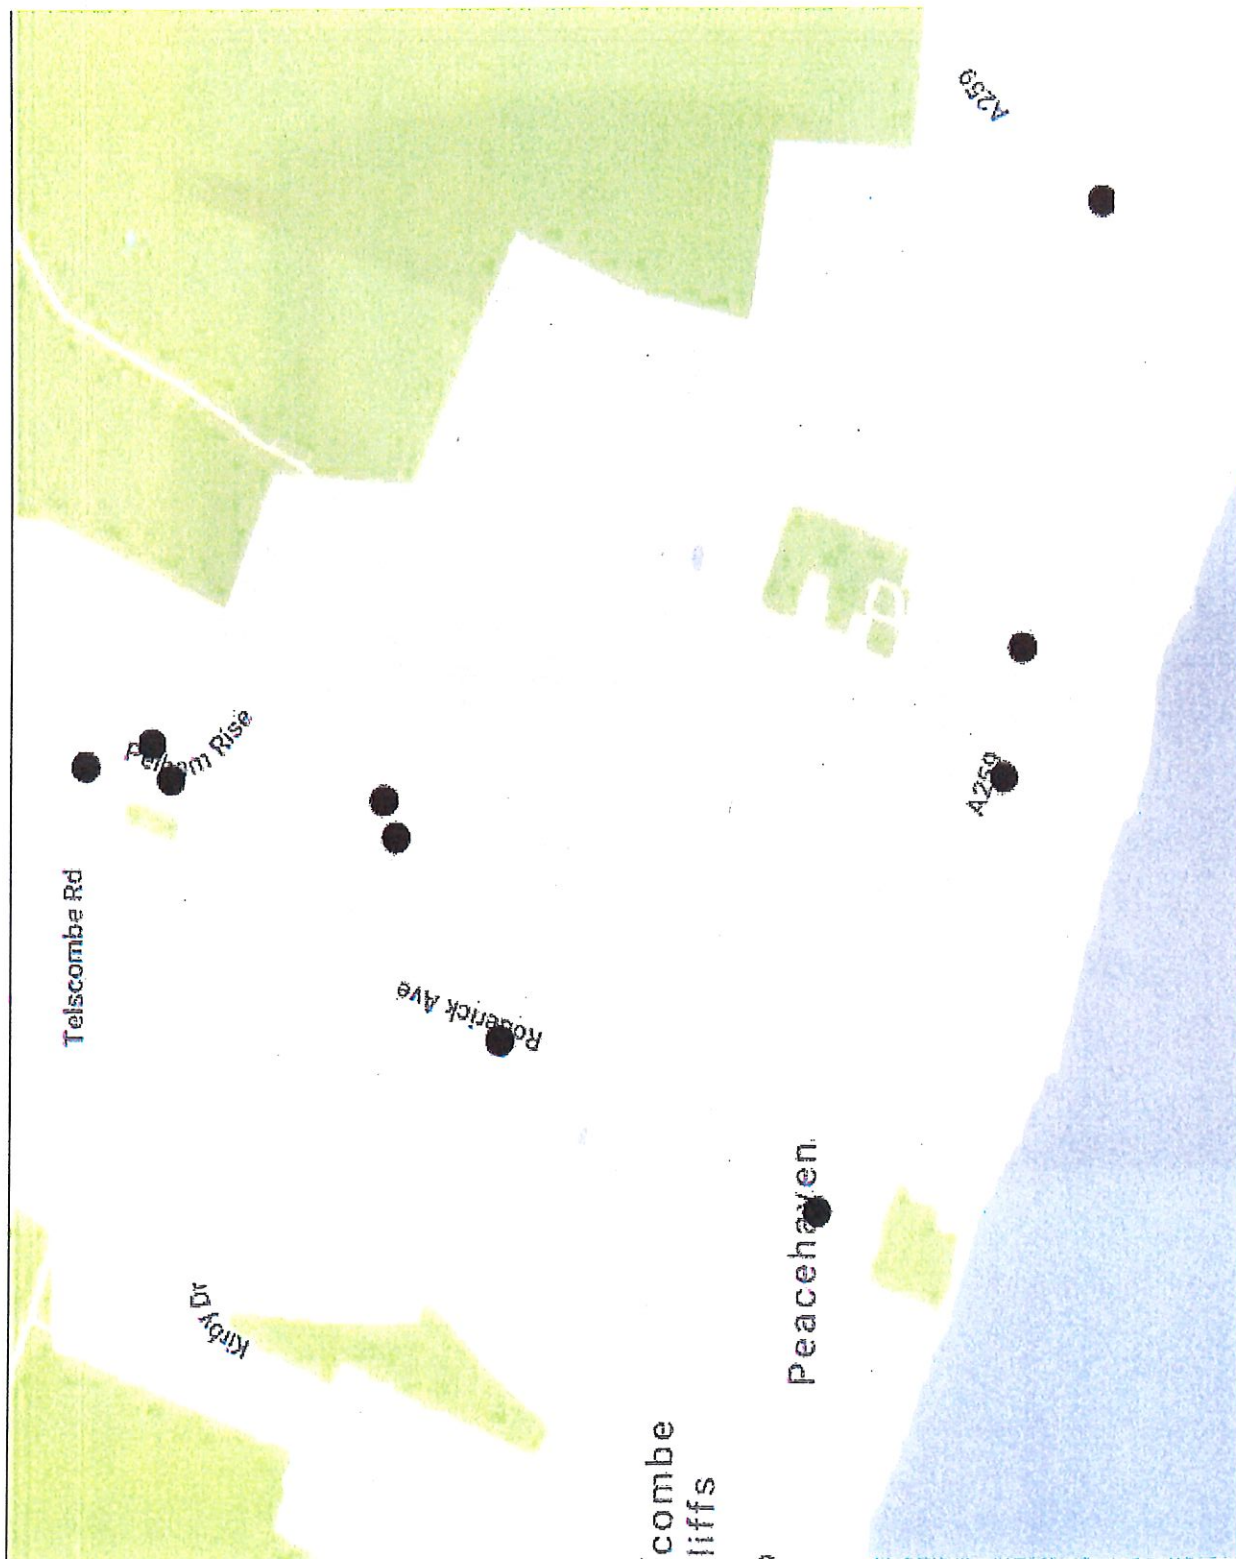 Telscombe Rd
Pelham Rise
Roderick Ave
Kirby Dr
A259
A259
Peacehaven
combe
liffs